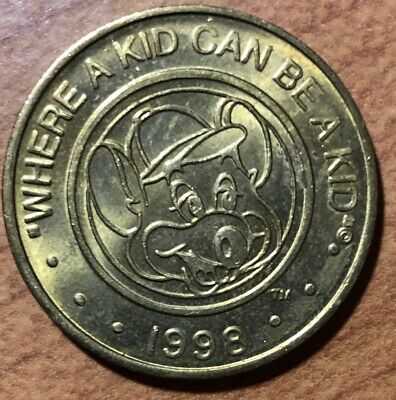 "WHERE A KID CAN BE A KID"©
TM
1998